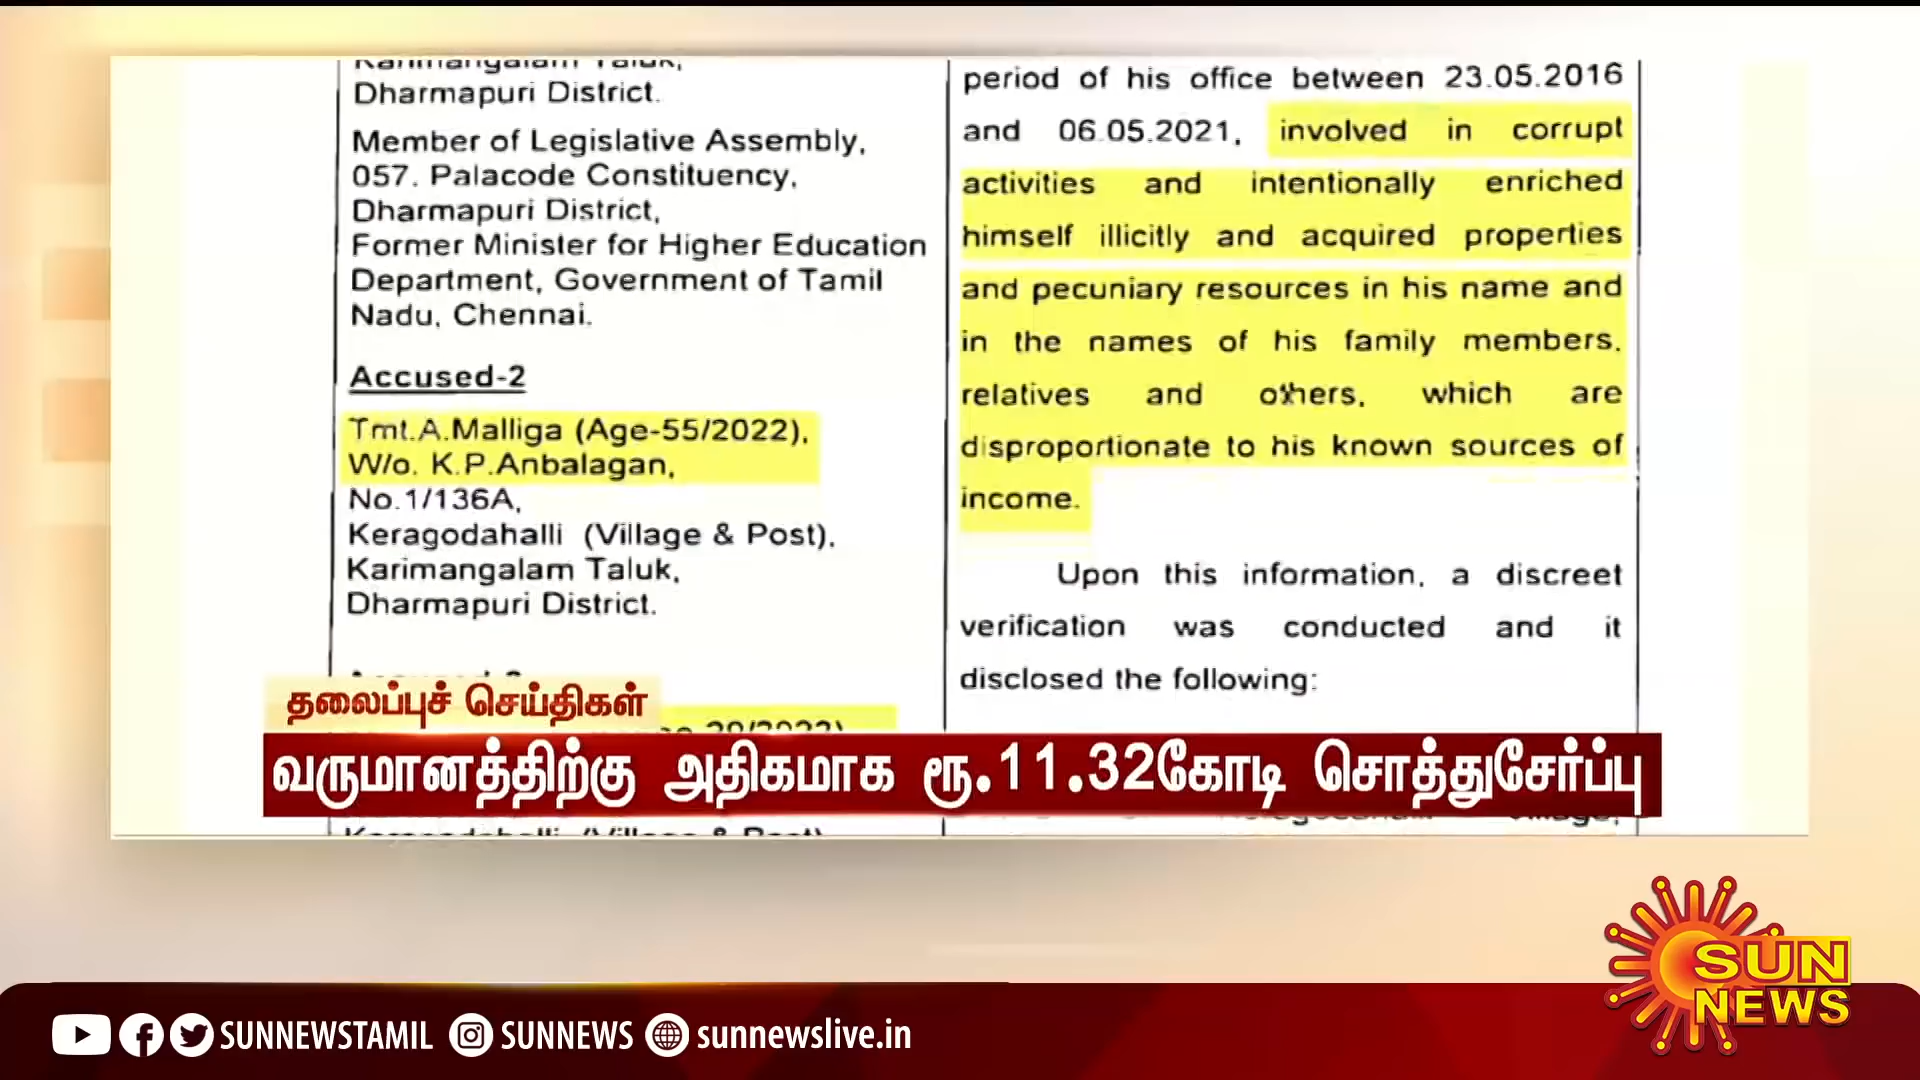 Karimangalam Taluk,
Dharmapuri District.
Member of Legislative Assembly,
057. Palacode Constituency,
Dharmapuri District,
Former Minister for Higher Education
Department, Government of Tamil
Nadu, Chennai.
Accused-2
Tmt.A.Malliga (Age-55/2022),
W/o. K.P.Anbalagan,
No.1/136A,
Keragodahalli (Village & Post),
Karimangalam Taluk,
Dharmapuri District.
period of his office between 23.05.2016
and 06.05.2021, involved in corrupt
activities and intentionally enriched
himself illicitly and acquired properties
and pecuniary resources in his name and
in the names of his family members,
relatives and others, which are
disproportionate to his known sources of
income.
Upon this information, a discreet
verification was conducted and it
disclosed the following:
தலைப்புச் செய்திகள்
வருமானத்திற்கு அதிகமாக ரூ.11.32கோடி சொத்துசேர்ப்பு
Keragodahalli (Village & Post)
SUN
NEWS
SUNNEWSTAMIL SUNNEWS sunnewslive.in